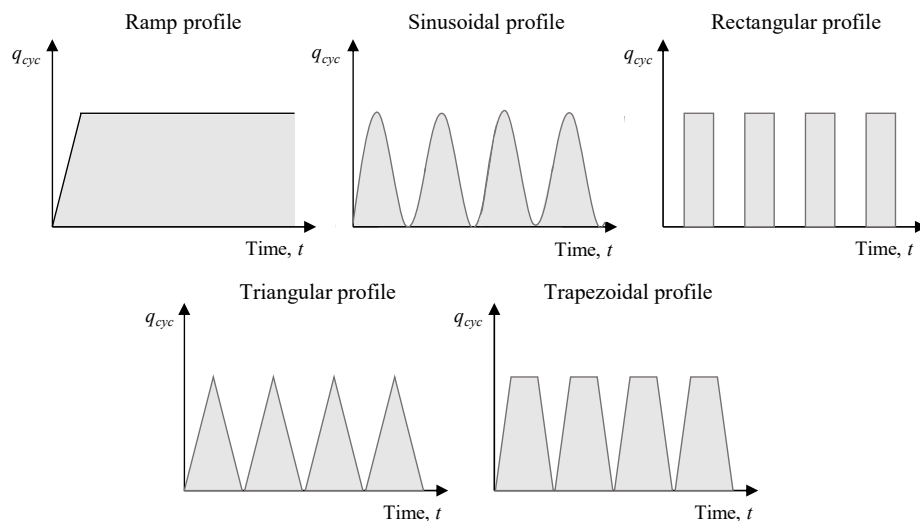 Ramp profile
Sinusoidal profile
Rectangular profile
q_cyc
q_cyc
q_cyc
Time, t
Time, t
Time, t
Triangular profile
Trapezoidal profile
q_cyc
q_cyc
Time, t
Time, t